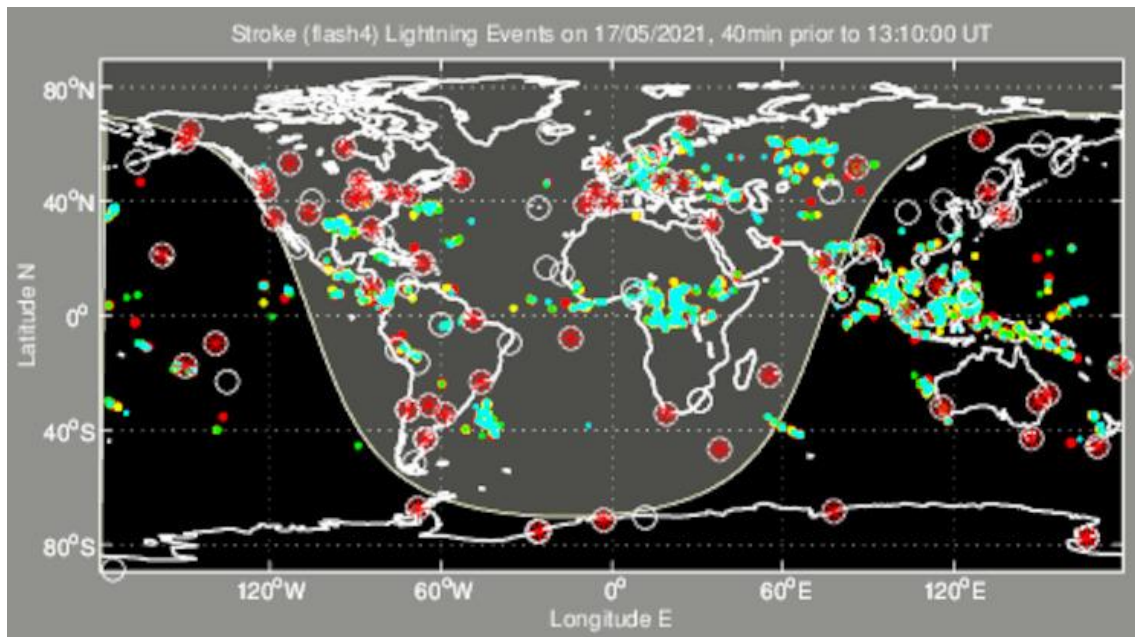 Stroke (flash4) Lightning Events on 17/05/2021, 40min prior to 13:10:00 UT
80°N
40°N
0°
40°S
80°S
Latitude N
120°W 60°W 0° 60°E 120°E
Longitude E